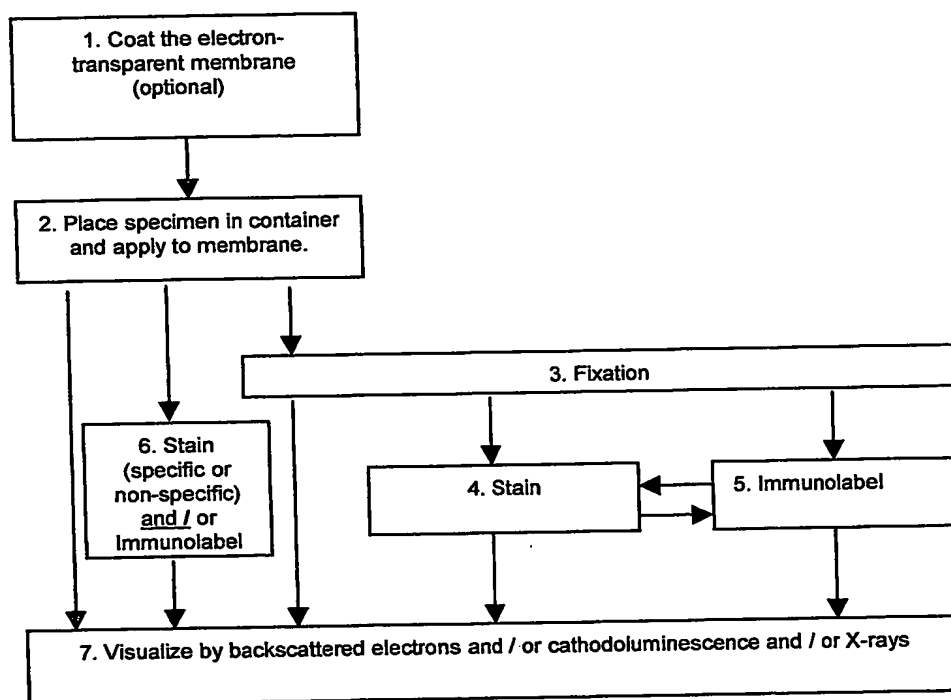 1. Coat the electron-
transparent membrane
(optional)
2. Place specimen in container
and apply to membrane.
3. Fixation
6. Stain
(specific or
non-specific)
and / or
Immunolabel
4. Stain
5. Immunolabel
7. Visualize by backscattered electrons and / or cathodoluminescence and / or X-rays